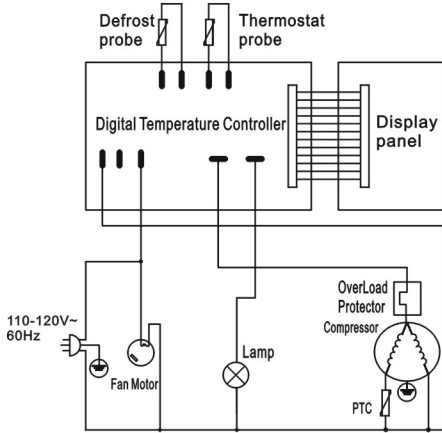 Defrost
probe
Thermostat
probe
Digital Temperature Controller
Display
panel
OverLoad
Protector
Compressor
110-120V~
60Hz
Fan Motor
Lamp
PTC